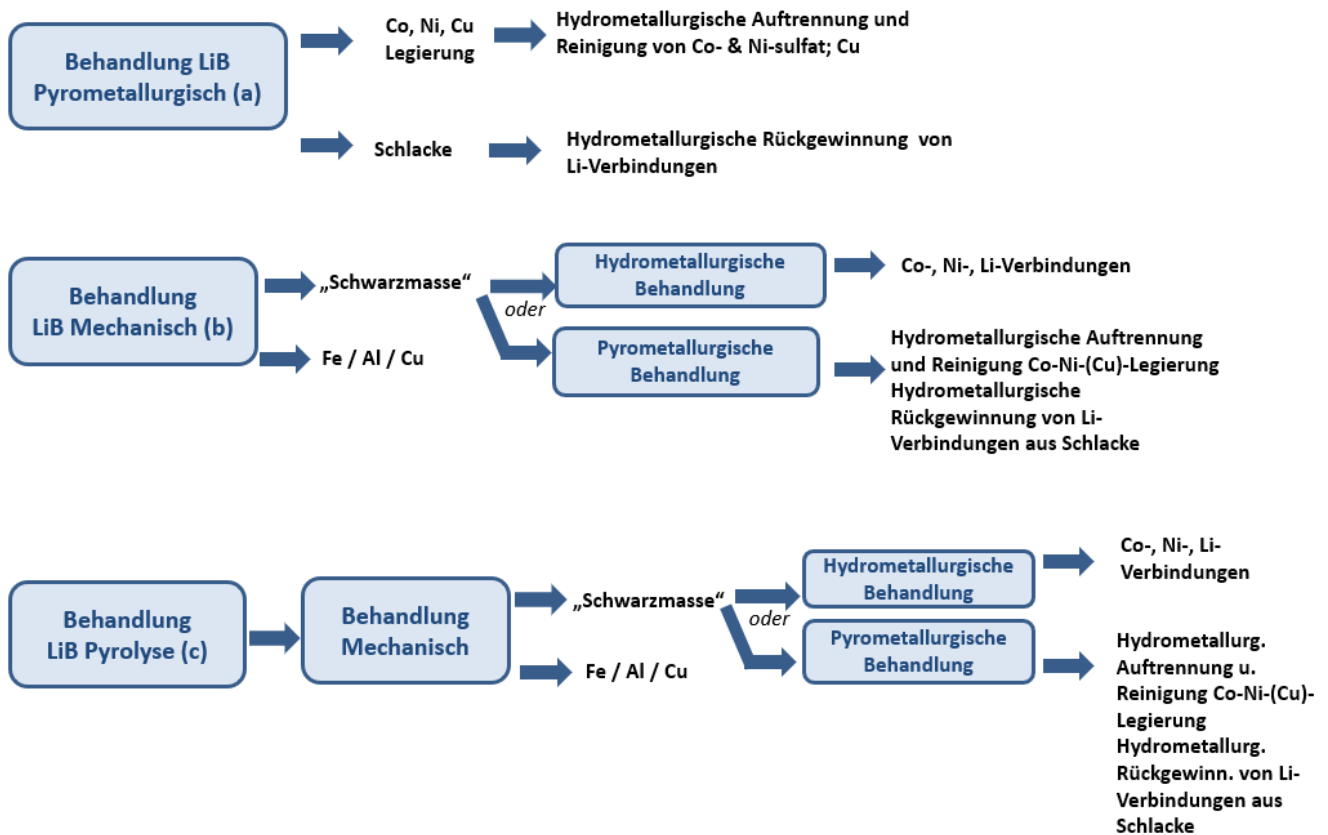 Behandlung LiB
Pyrometallurgisch (a)
Co, Ni, Cu
Legierung
Hydrometallurgische Auftrennung und
Reinigung von Co- & Ni-sulfat; Cu
Schlacke
Hydrometallurgische Rückgewinnung von
Li-Verbindungen
Behandlung
LiB Mechanisch (b)
„Schwarzmasse“
Fe / Al / Cu
oder
Hydrometallurgische
Behandlung
Co-, Ni-, Li-Verbindungen
Pyrometallurgische
Behandlung
Hydrometallurgische Auftrennung
und Reinigung Co-Ni-(Cu)-Legierung
Hydrometallurgische
Rückgewinnung von Li-
Verbindungen aus Schlacke
Behandlung
LiB Pyrolyse (c)
Behandlung
Mechanisch
„Schwarzmasse“
Fe / Al / Cu
oder
Hydrometallurgische
Behandlung
Co-, Ni-, Li-
Verbindungen
Pyrometallurgische
Behandlung
Hydrometallurg.
Auftrennung u.
Reinigung Co-Ni-(Cu)-
Legierung
Hydrometallurg.
Rückgewinn. von Li-
Verbindungen aus
Schlacke